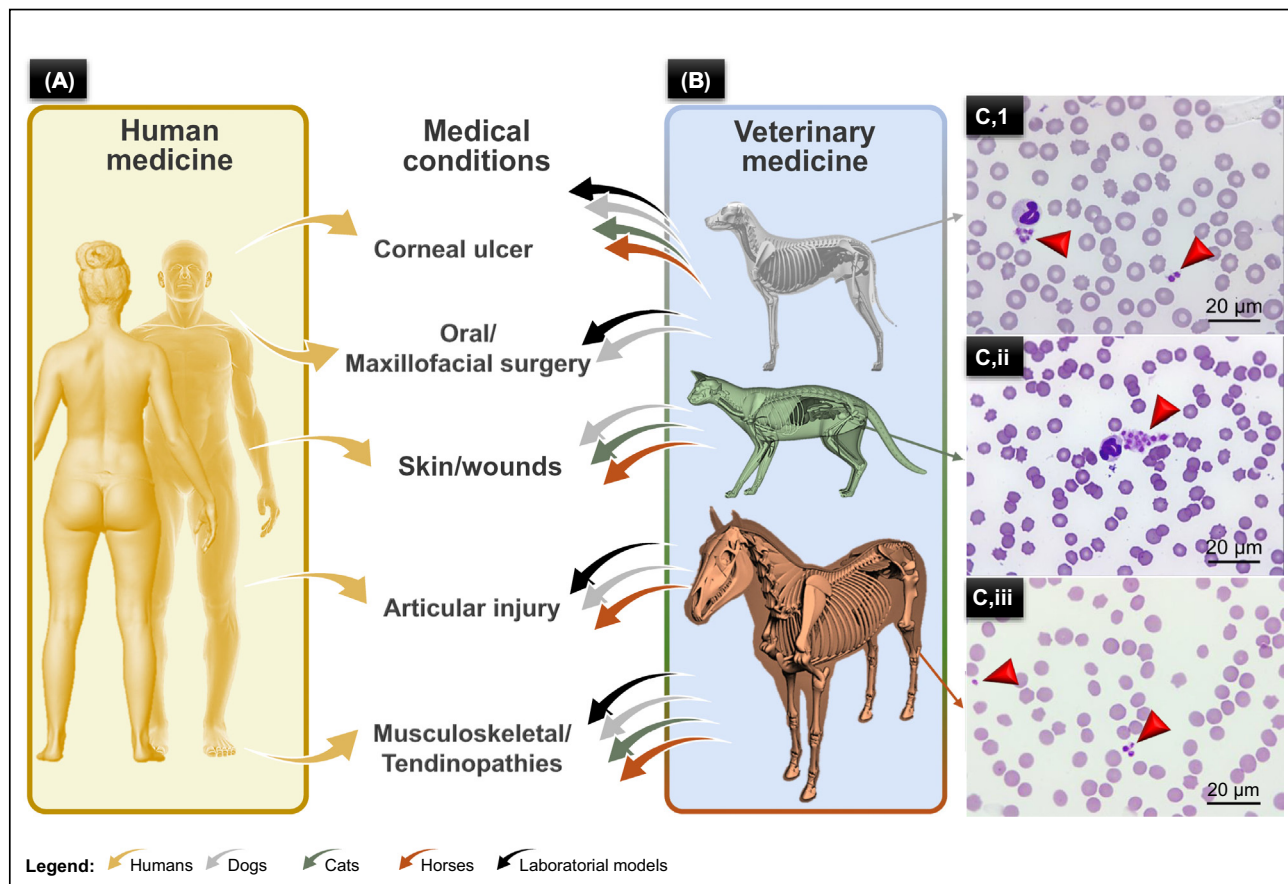 (A)
Human
medicine
Medical
conditions
Corneal ulcer
Oral/
Maxillofacial surgery
Skin/wounds
Articular injury
Musculoskeletal/
Tendinopathies
(B)
Veterinary
medicine
C,1
20 µm
C,ii
20 µm
C,iii
20 µm
Legend: Humans Dogs Cats Horses Laboratorial models